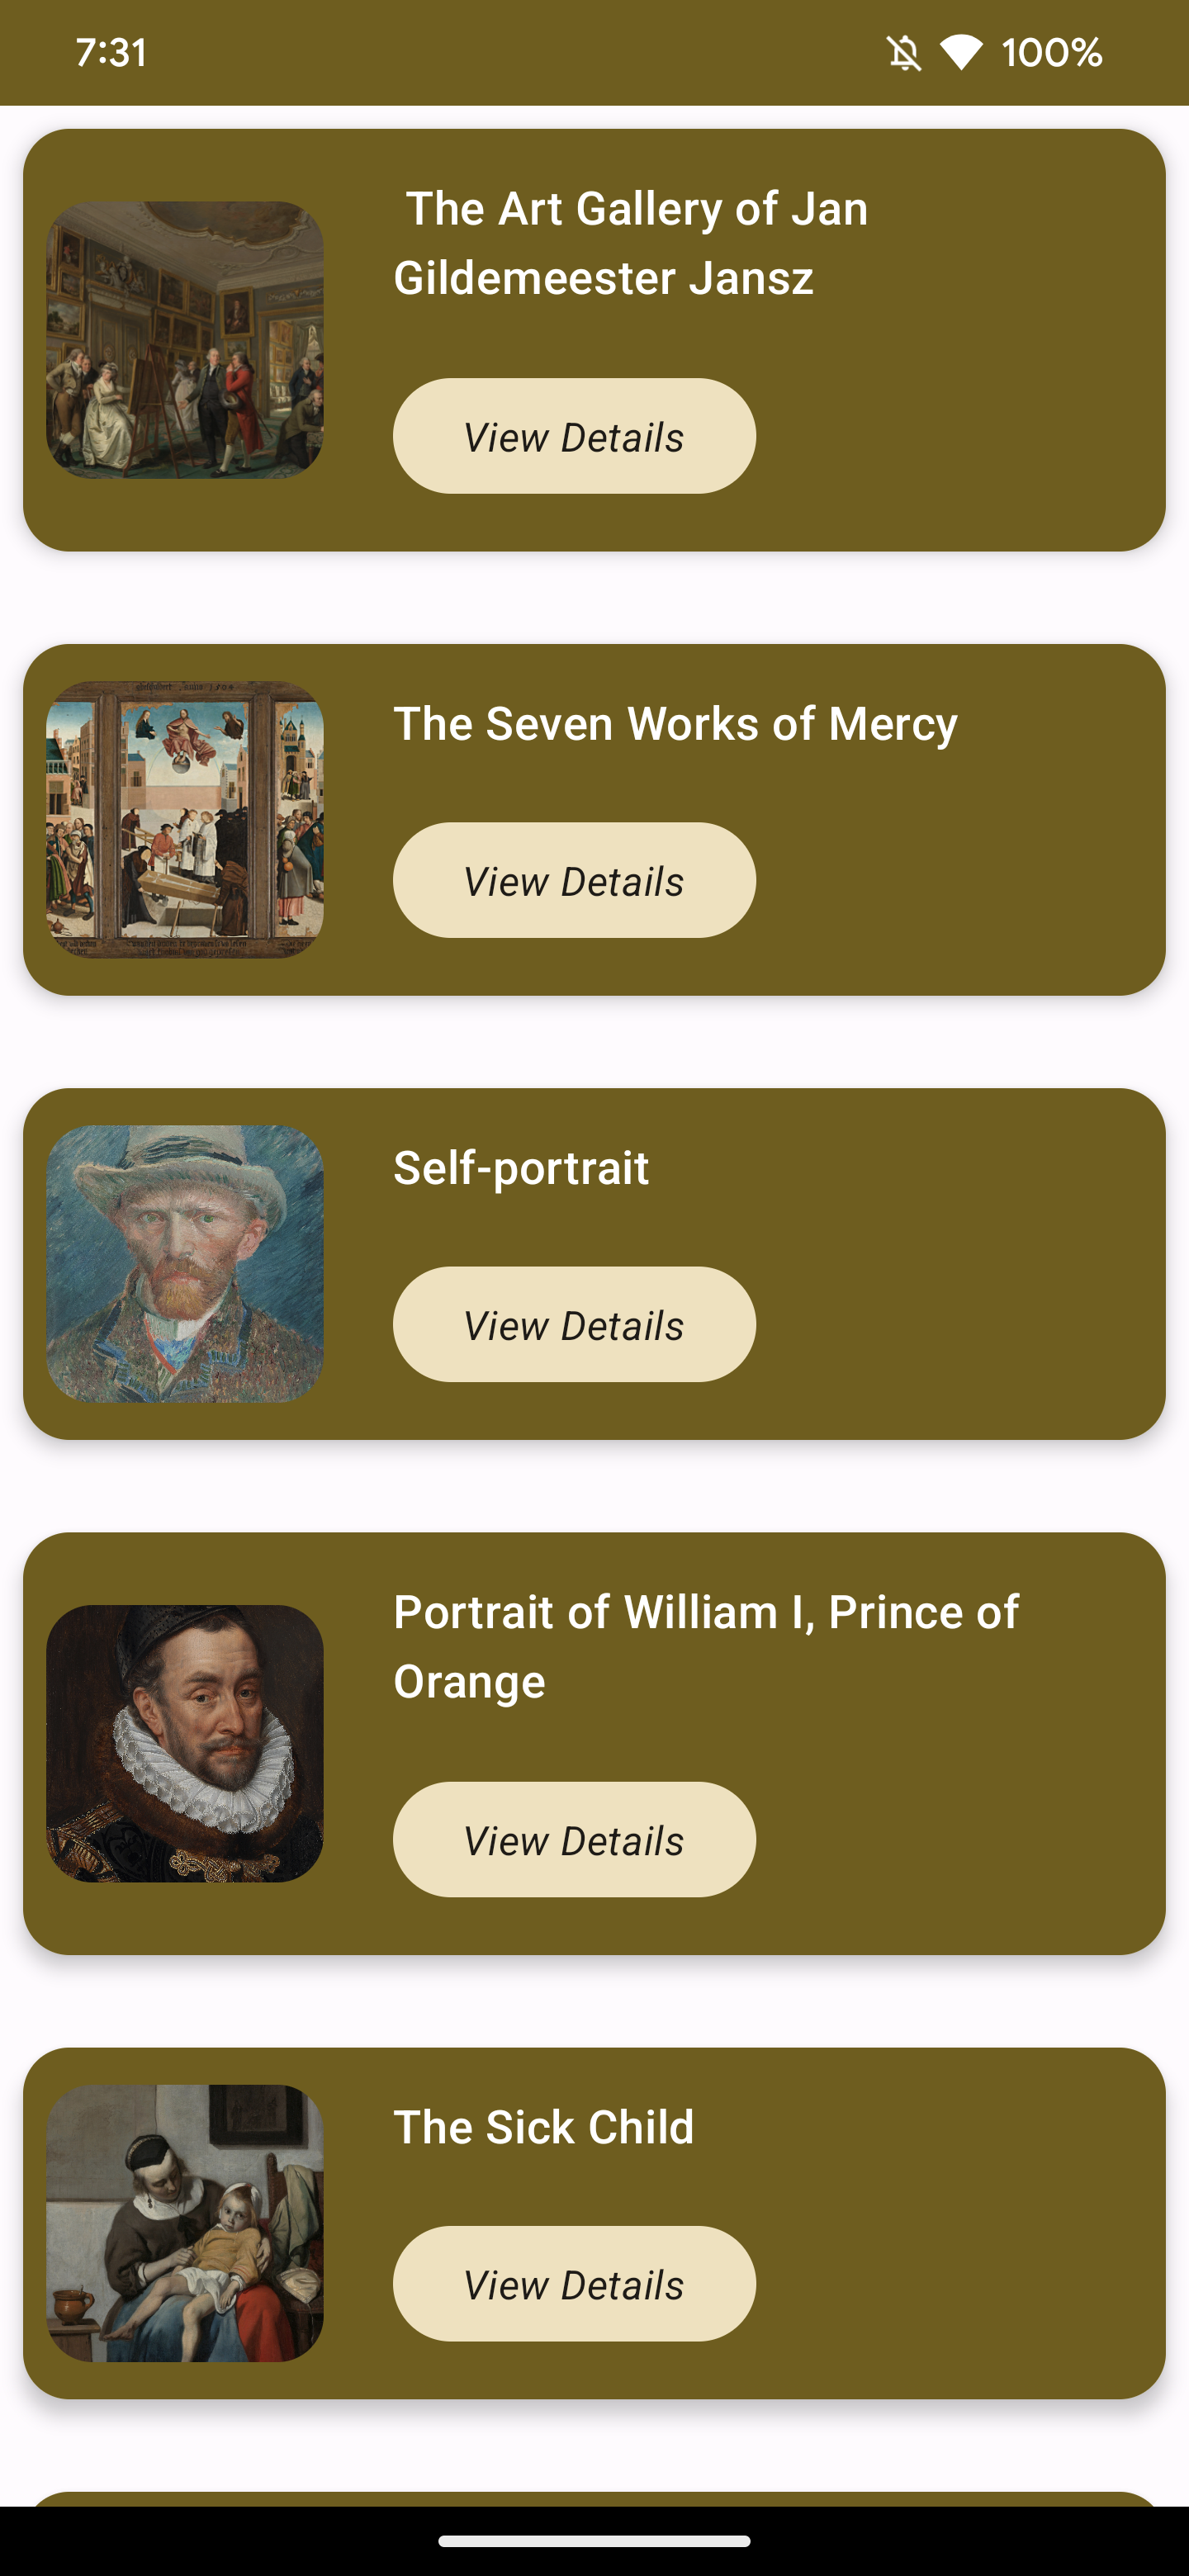 7:31 100%
The Art Gallery of Jan
Gildemeester Jansz
View Details
The Seven Works of Mercy
View Details
Self-portrait
View Details
Portrait of William I, Prince of
Orange
View Details
The Sick Child
View Details